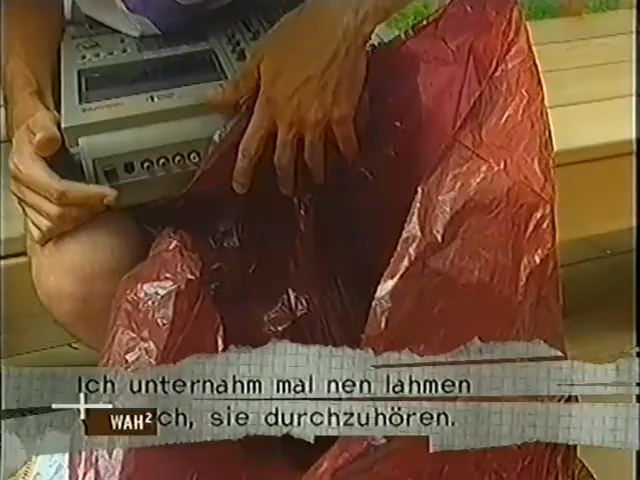 Ich unternahm mal nen lahmen
ch, sie durchzuhören.
WAH²